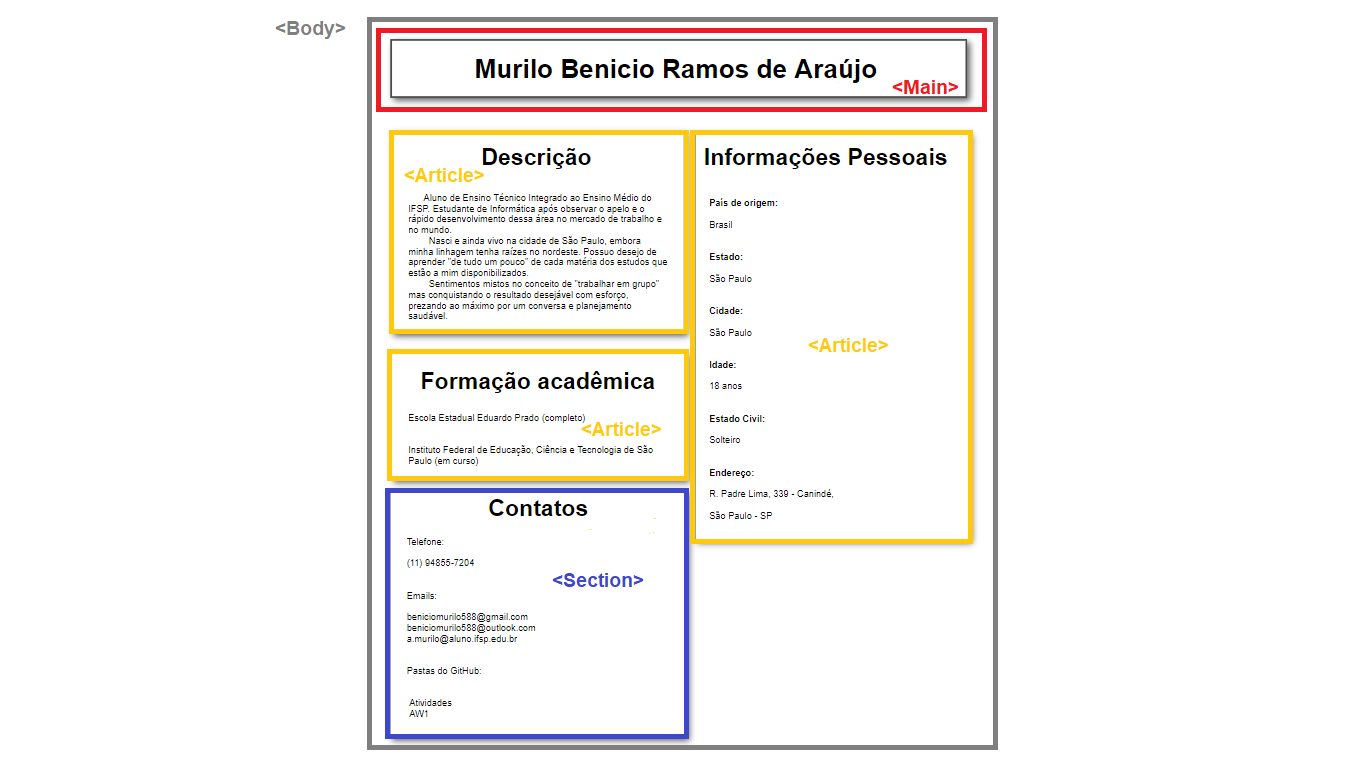 <Body>
Murilo Benicio Ramos de Araújo
<Main>
Descrição
<Article>
Aluno de Ensino Técnico Integrado ao Ensino Médio do
IFSP. Estudante de Informática após observar o apelo e o
rápido desenvolvimento dessa área no mercado de trabalho e
no mundo.
Nasci e ainda vivo na cidade de São Paulo, embora
minha linhagem tenha raízes no nordeste. Possuo desejo de
aprender "de tudo um pouco" de cada matéria dos estudos que
estão a mim disponibilizados.
Sentimentos mistos no conceito de "trabalhar em grupo"
mas conquistando o resultado desejável com esforço,
prezando ao máximo por um conversa e planejamento
saudável.
Formação acadêmica
Escola Estadual Eduardo Prado (completo)
<Article>
Instituto Federal de Educação, Ciência e Tecnologia de São
Paulo (em curso)
Contatos
Telefone:
(11) 94855-7204
<Section>
Emails:
beniciomurilo588@gmail.com
beniciomurilo588@outlook.com
a.murilo@aluno.ifsp.edu.br
Pastas do GitHub:
Atividades
AW1
Informações Pessoais
País de origem:
Brasil
Estado:
São Paulo
Cidade:
São Paulo
<Article>
Idade:
18 anos
Estado Civil:
Solteiro
Endereço:
R. Padre Lima, 339 - Canindé,
São Paulo - SP